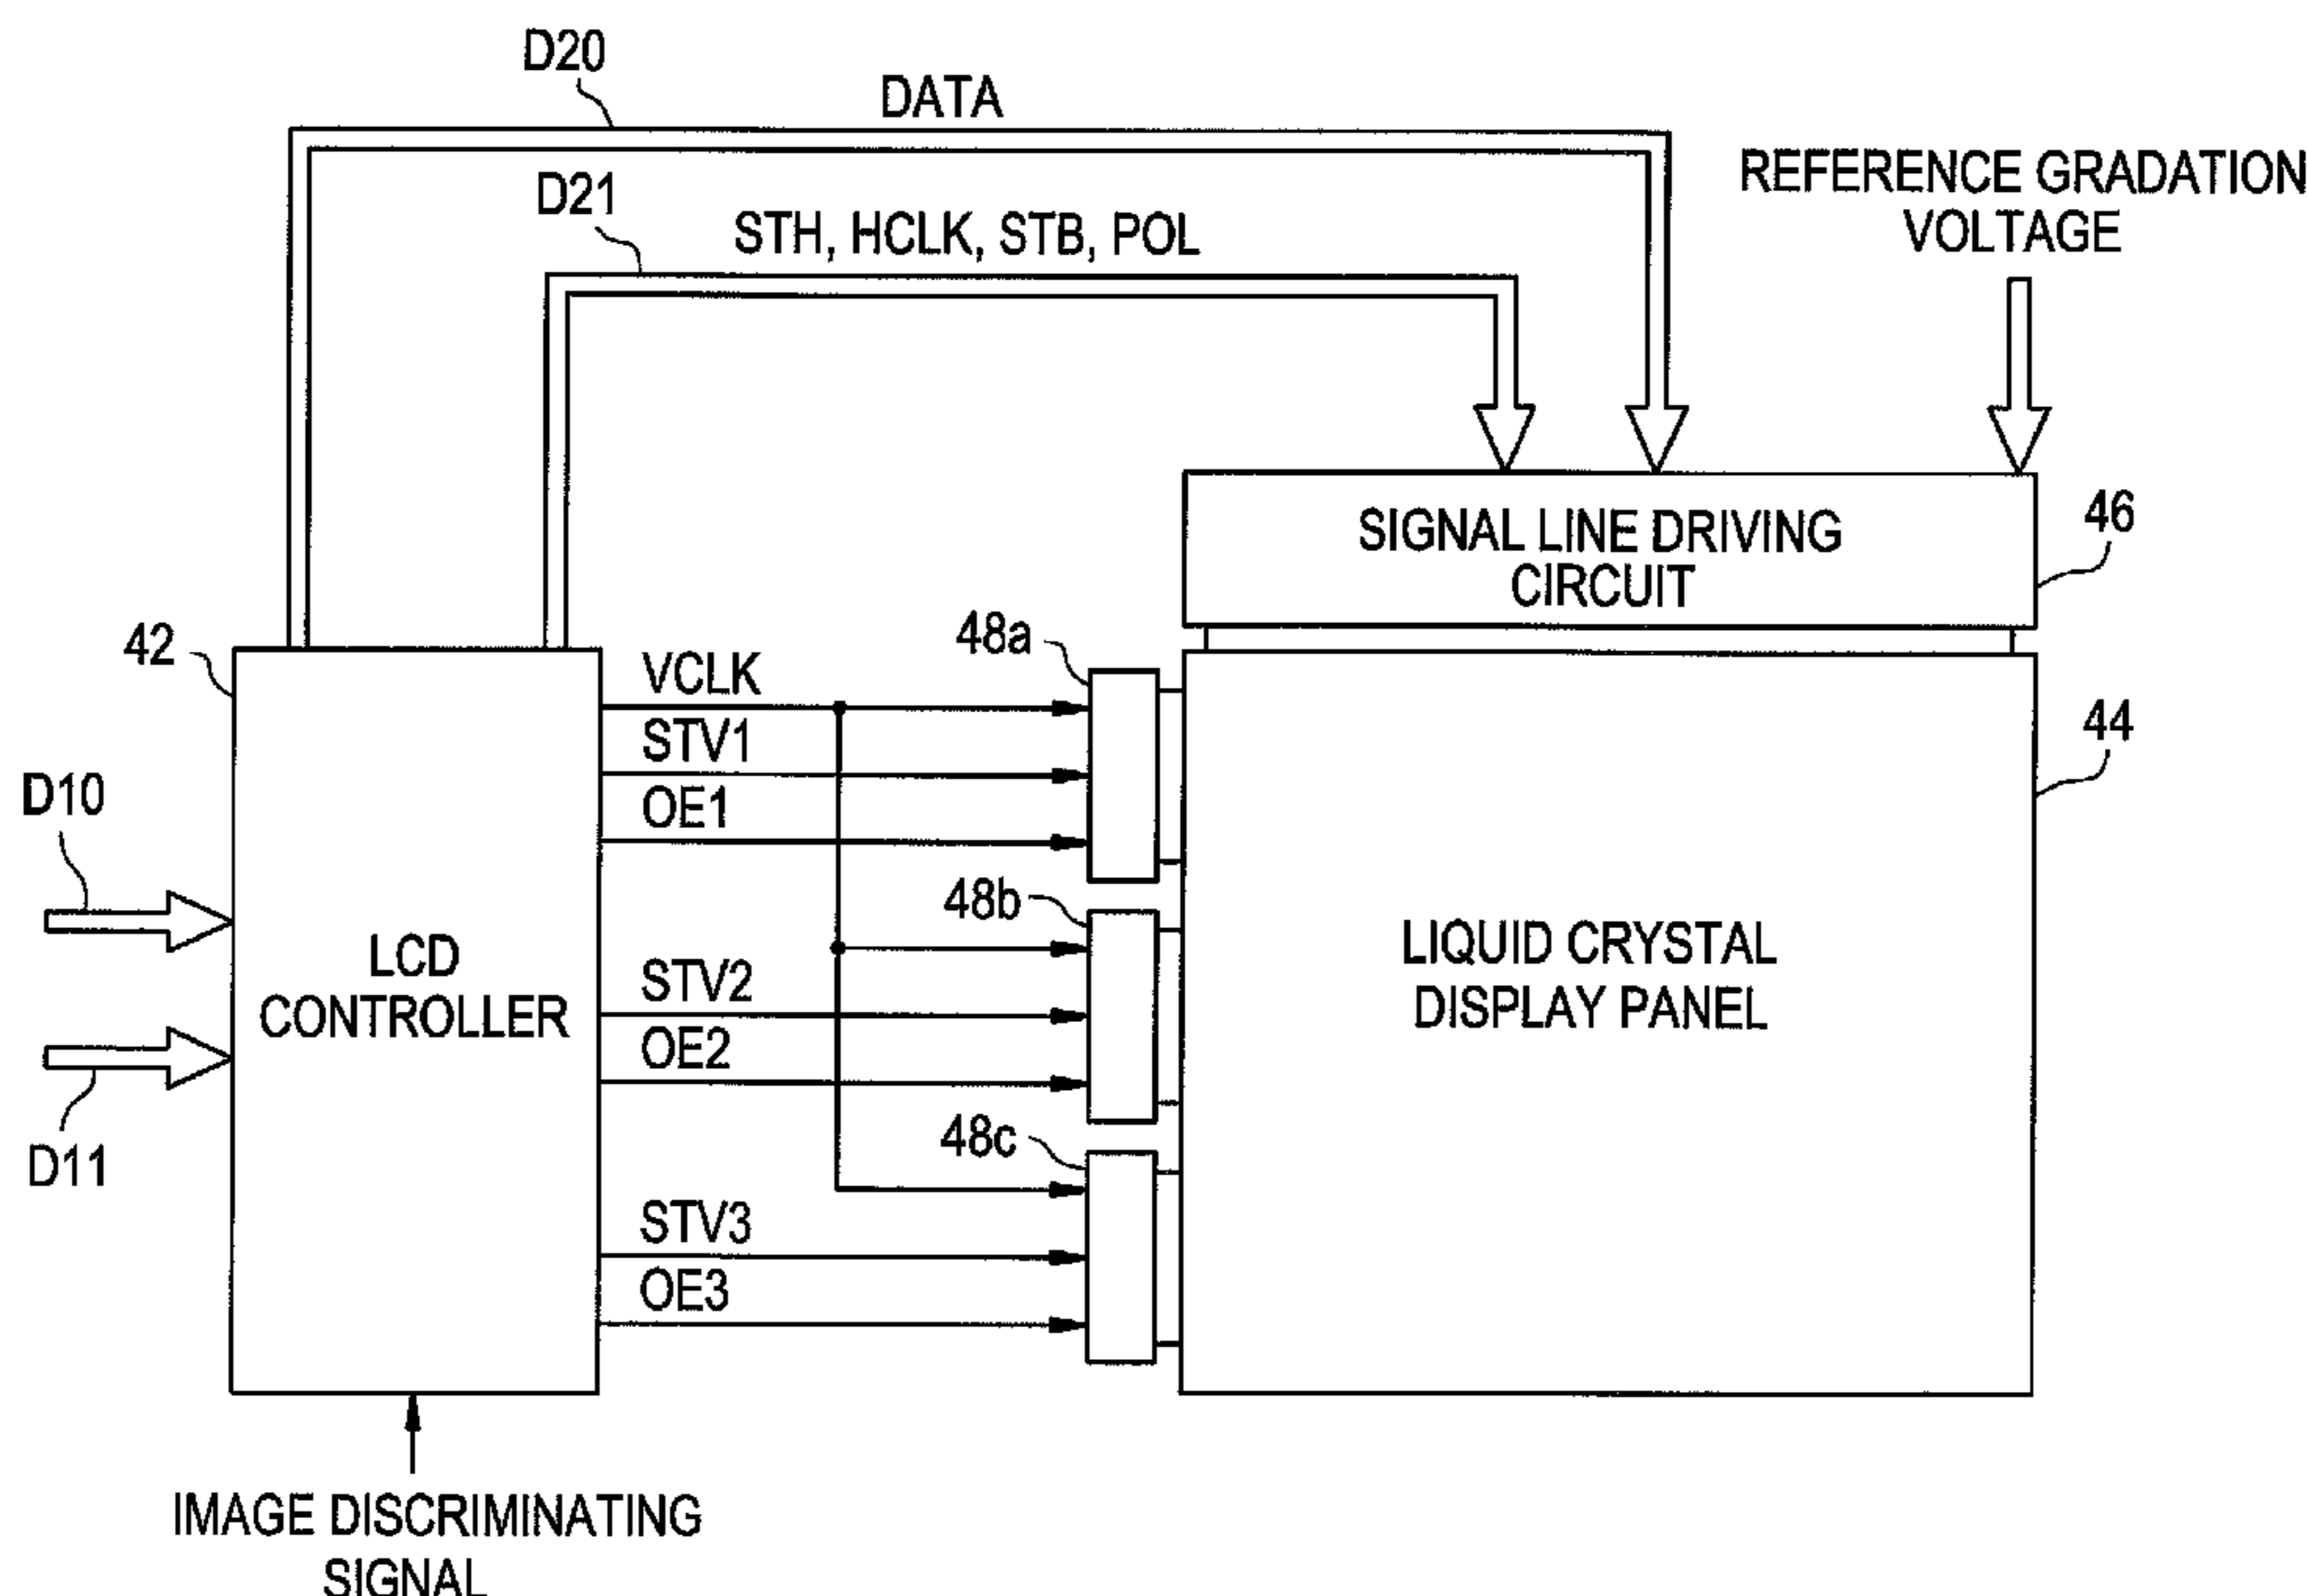 D20
DATA
REFERENCE GRADATION
VOLTAGE
D21
STH, HCLK, STB, POL
SIGNAL LINE DRIVING
CIRCUIT
46
42
48a
VCLK
STV1
OE1
44
D10
48b
LCD
CONTROLLER
STV2
OE2
LIQUID CRYSTAL
DISPLAY PANEL
D11
48c
STV3
OE3
IMAGE DISCRIMINATING
SIGNAL